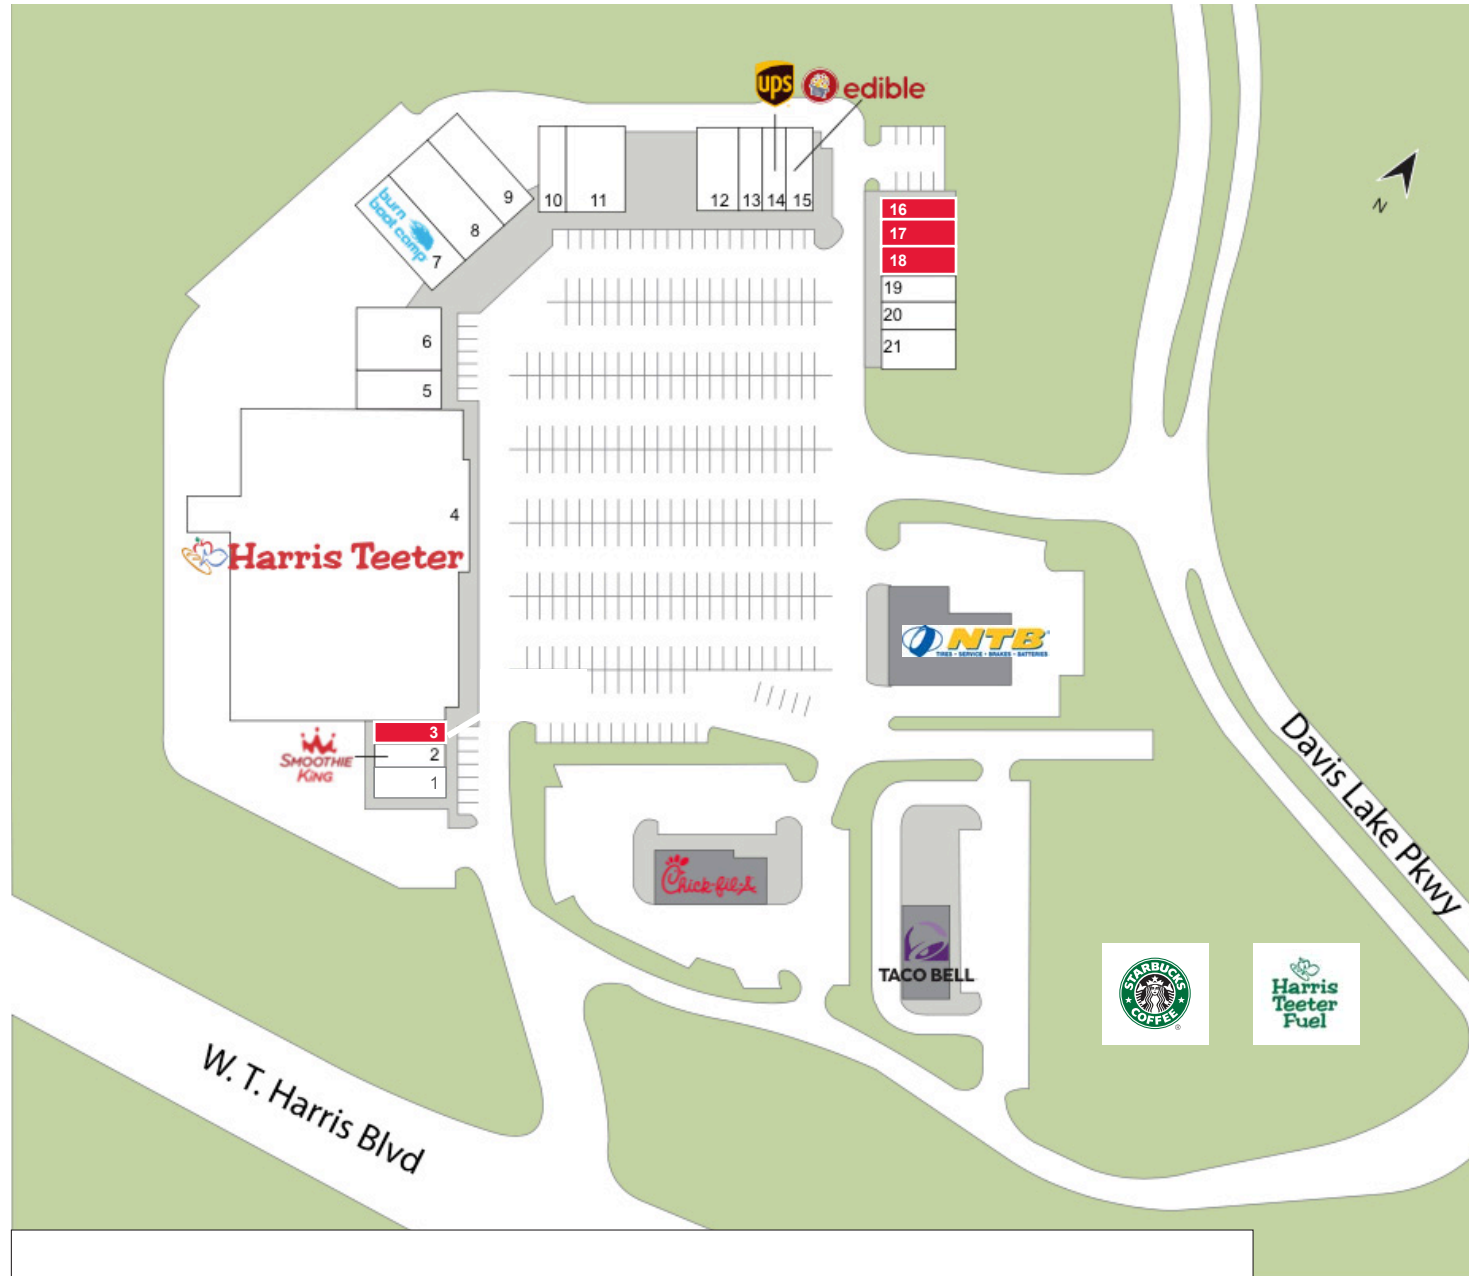 ups edible
16
17
18
19
20
21
9
8
burn
boot camp
7
10 11 12 13 14 15
N
6
5
4
Harris Teeter
NTB
TIRES • SERVICE • BRAKES • BATTERIES
3
SMOOTHIE
KING
2
1
Davis Lake Pkwy
Chick-fil-A
TACO BELL
STARBUCKS
COFFEE
®
Harris
Teeter
Fuel
W. T. Harris Blvd